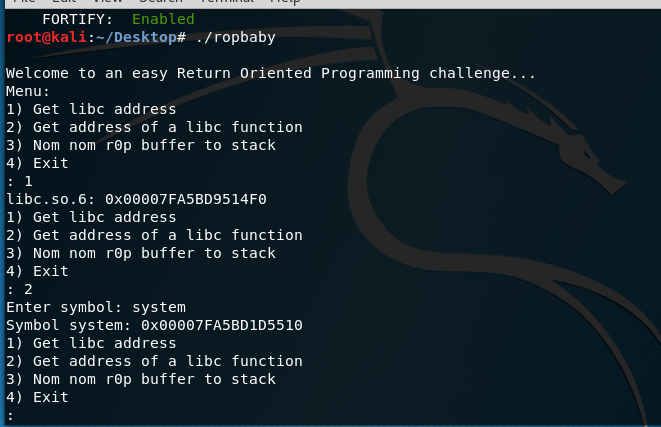 File Edit View Search Terminal Help
FORTIFY: Enabled
root@kali:~/Desktop# ./ropbaby
Welcome to an easy Return Oriented Programming challenge...
Menu:
1) Get libc address
2) Get address of a libc function
3) Nom nom r0p buffer to stack
4) Exit
: 1
libc.so.6: 0x00007FA5BD9514F0
1) Get libc address
2) Get address of a libc function
3) Nom nom r0p buffer to stack
4) Exit
: 2
Enter symbol: system
Symbol system: 0x00007FA5BD1D5510
1) Get libc address
2) Get address of a libc function
3) Nom nom r0p buffer to stack
4) Exit
: